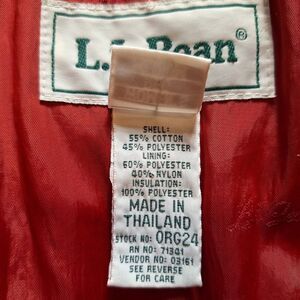 L.L.Bean®
SHELL:
55% COTTON
45% POLYESTER
LINING:
60% POLYESTER
40% NYLON
INSULATION:
100% POLYESTER
MADE IN
THAILAND
STOCK NO: 0RG24
RN NO: 71341
VENDOR NO: 03161
SEE REVERSE
FOR CARE